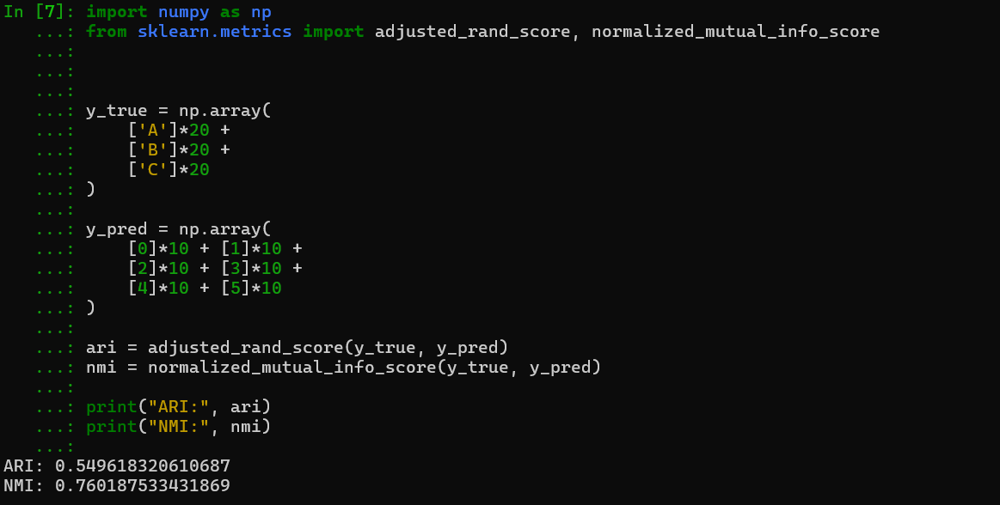 In [7]: import numpy as np
   ...: from sklearn.metrics import adjusted_rand_score, normalized_mutual_info_score
   ...:
   ...:
   ...:
   ...: y_true = np.array(
   ...:     ['A']*20 +
   ...:     ['B']*20 +
   ...:     ['C']*20
   ...: )
   ...:
   ...: y_pred = np.array(
   ...:     [0]*10 + [1]*10 +
   ...:     [2]*10 + [3]*10 +
   ...:     [4]*10 + [5]*10
   ...: )
   ...:
   ...: ari = adjusted_rand_score(y_true, y_pred)
   ...: nmi = normalized_mutual_info_score(y_true, y_pred)
   ...:
   ...: print("ARI:", ari)
   ...: print("NMI:", nmi)
   ...:
ARI: 0.549618320610687
NMI: 0.760187533431869